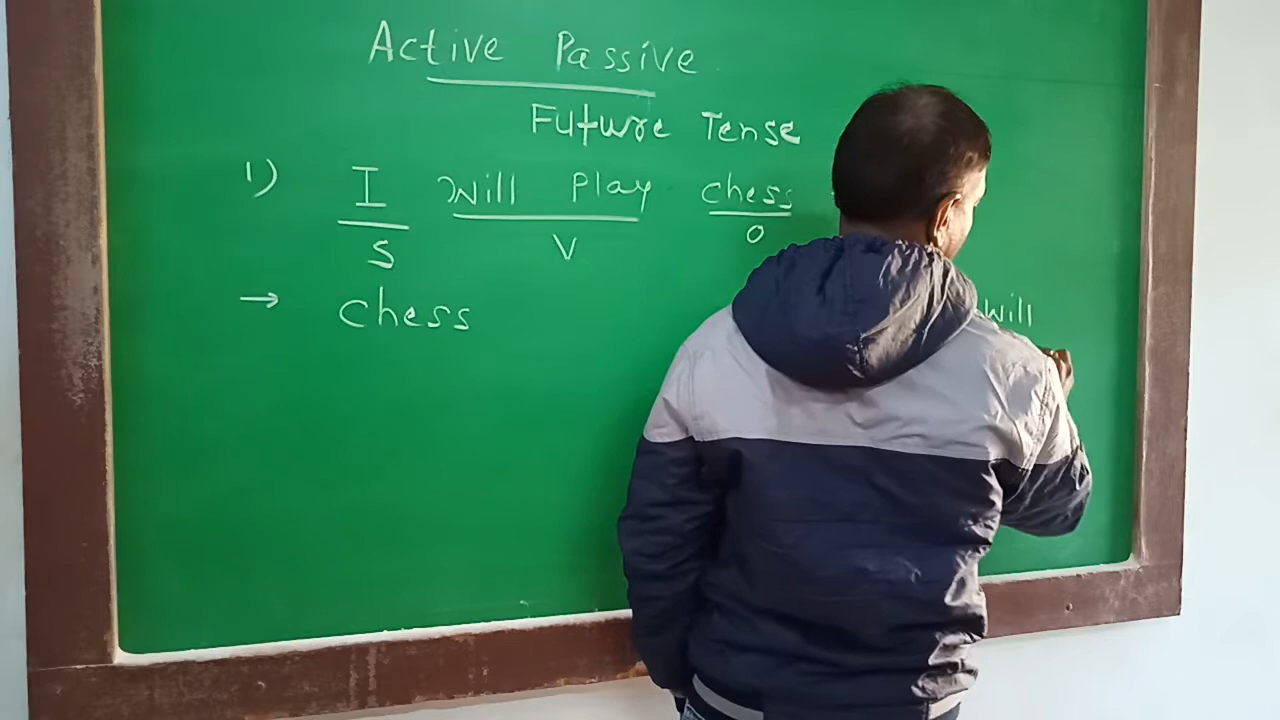 Active Passive
Future Tense
1) I will Play chess
S V O
→ chess will